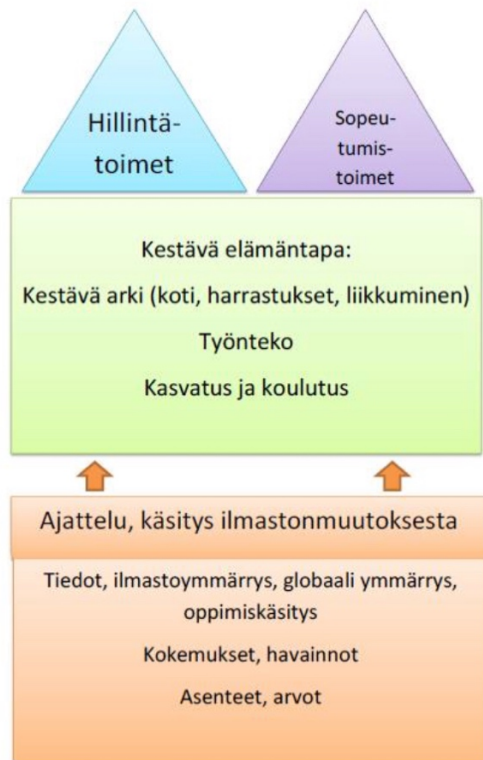 Hillintä-
toimet
Sopeu-
tumis-
toimet
Kestävä elämäntapa:
Kestävä arki (koti, harrastukset, liikkuminen)
Työnteko
Kasvatus ja koulutus
Ajattelu, käsitys ilmastonmuutoksesta
Tiedot, ilmastoymmärrys, globaali ymmärrys,
oppimiskäsitys
Kokemukset, havainnot
Asenteet, arvot